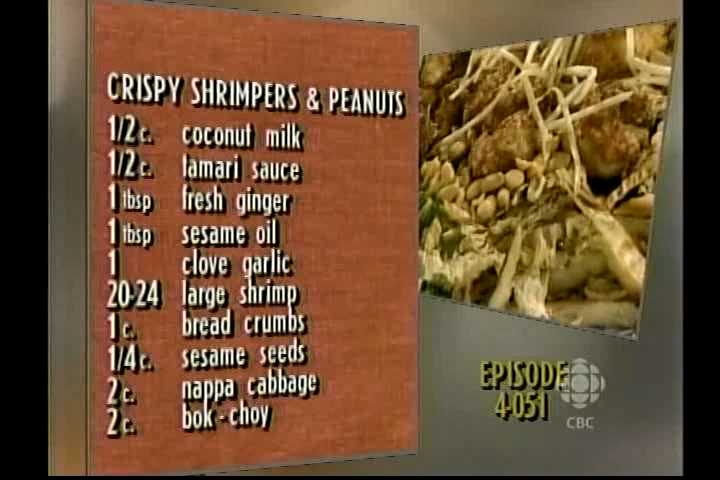 CRISPY SHRIMPERS & PEANUTS
1/2 c. coconut milk
1/2 c. tamari sauce
1 tbsp fresh ginger
1 tbsp sesame oil
1 clove garlic
20-24 large shrimp
1 c. bread crumbs
1/4 c. sesame seeds
2 c. nappa cabbage
2 c. bok-choy
EPISODE
4-051
CBC